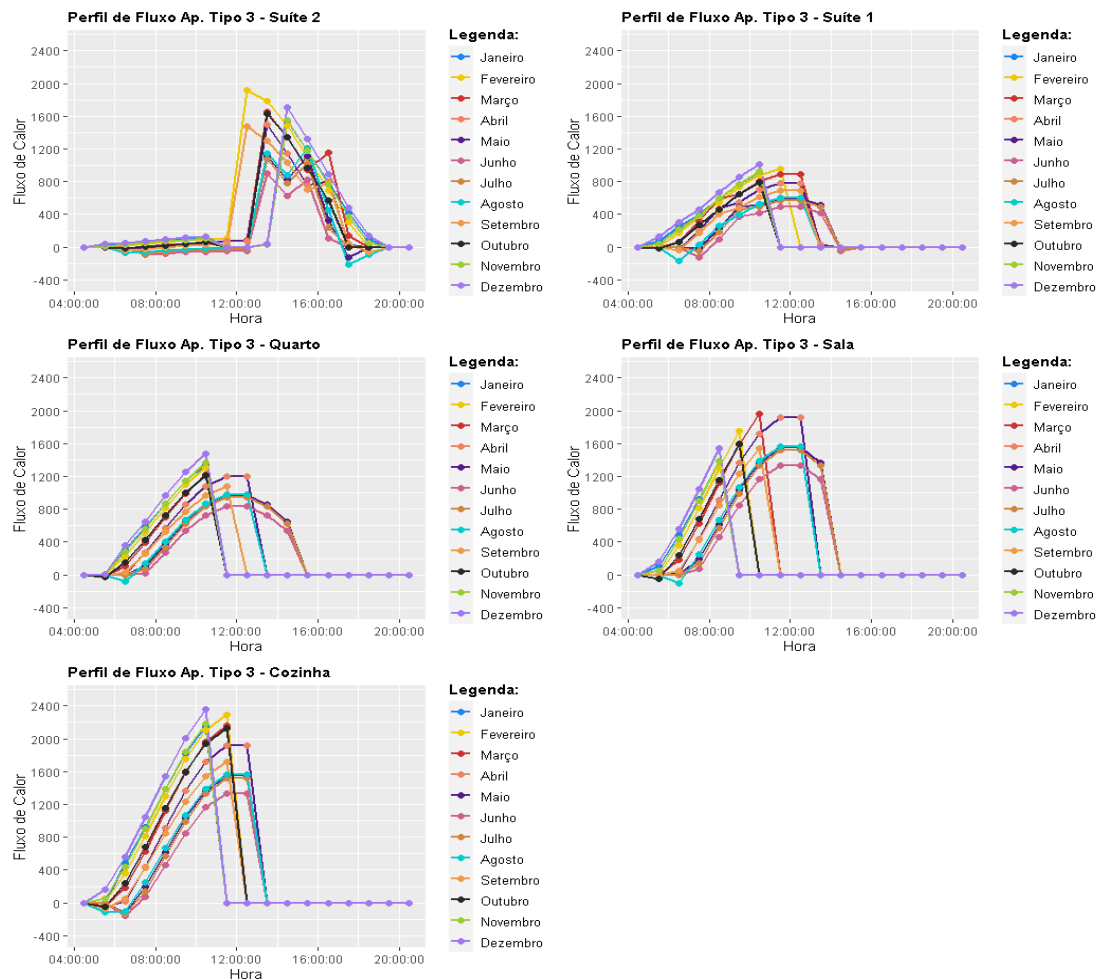 Perfil de Fluxo Ap. Tipo 3 - Suíte 2
Fluxo de Calor
2400
2000
1600
1200
800
400
0
-400
04:00:00 08:00:00 12:00:00 16:00:00 20:00:00
Hora
Legenda:
Janeiro
Fevereiro
Março
Abril
Maio
Junho
Julho
Agosto
Setembro
Outubro
Novembro
Dezembro
Perfil de Fluxo Ap. Tipo 3 - Suíte 1
Fluxo de Calor
2400
2000
1600
1200
800
400
0
-400
04:00:00 08:00:00 12:00:00 16:00:00 20:00:00
Hora
Legenda:
Janeiro
Fevereiro
Março
Abril
Maio
Junho
Julho
Agosto
Setembro
Outubro
Novembro
Dezembro
Perfil de Fluxo Ap. Tipo 3 - Quarto
Fluxo de Calor
2400
2000
1600
1200
800
400
0
-400
04:00:00 08:00:00 12:00:00 16:00:00 20:00:00
Hora
Legenda:
Janeiro
Fevereiro
Março
Abril
Maio
Junho
Julho
Agosto
Setembro
Outubro
Novembro
Dezembro
Perfil de Fluxo Ap. Tipo 3 - Sala
Fluxo de Calor
2400
2000
1600
1200
800
400
0
-400
04:00:00 08:00:00 12:00:00 16:00:00 20:00:00
Hora
Legenda:
Janeiro
Fevereiro
Março
Abril
Maio
Junho
Julho
Agosto
Setembro
Outubro
Novembro
Dezembro
Perfil de Fluxo Ap. Tipo 3 - Cozinha
Fluxo de Calor
2400
2000
1600
1200
800
400
0
-400
04:00:00 08:00:00 12:00:00 16:00:00 20:00:00
Hora
Legenda:
Janeiro
Fevereiro
Março
Abril
Maio
Junho
Julho
Agosto
Setembro
Outubro
Novembro
Dezembro